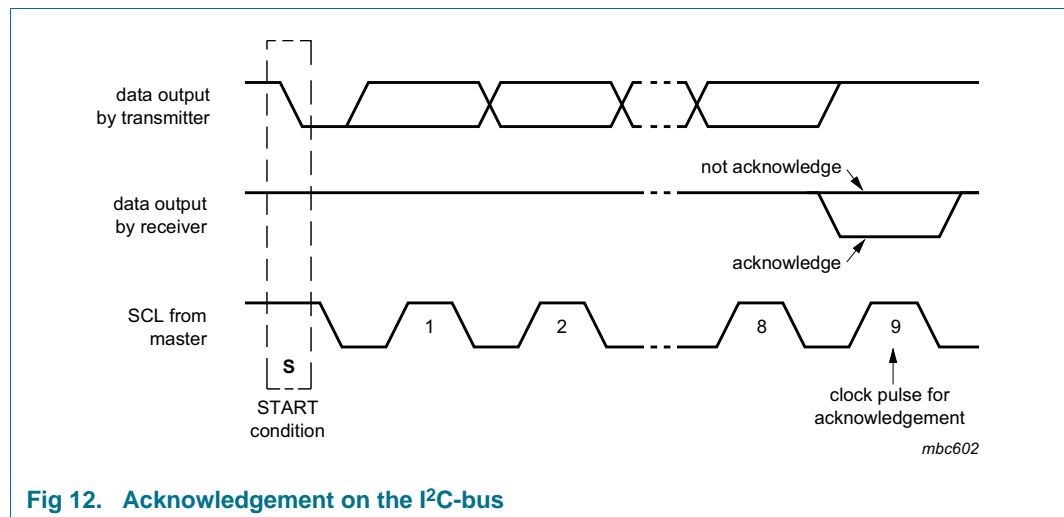 data output
by transmitter
not acknowledge
data output
by receiver
acknowledge
SCL from
master
1
2
8
9
S
START
condition
clock pulse for
acknowledgement
mbc602
Fig 12. Acknowledgement on the I²C-bus